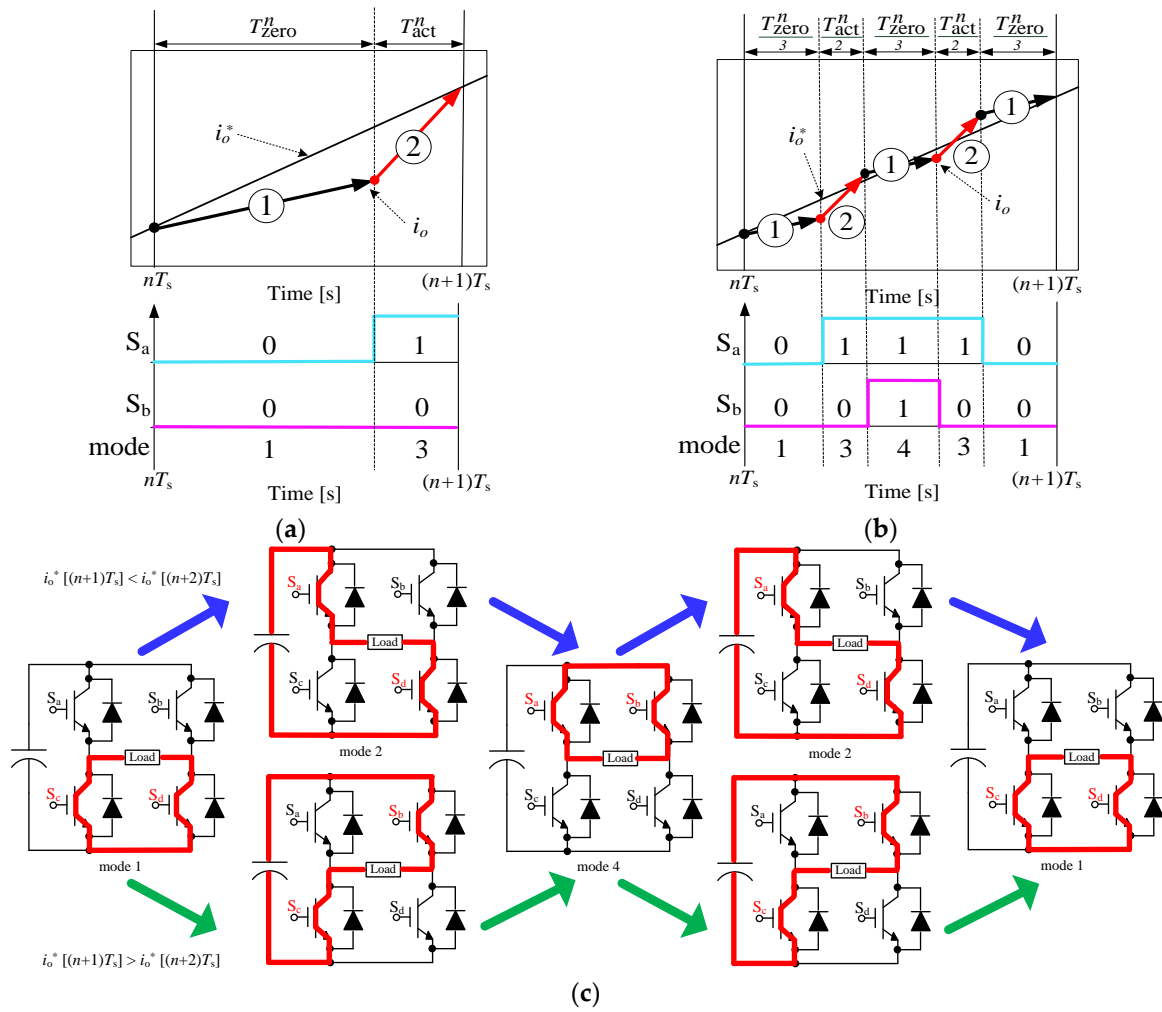 T^n_zero T^n_act
i_o^*
2
1
i_o
nT_s Time [s] (n+1)T_s
S_a 0 1
S_b 0 0
mode 1 3
nT_s Time [s] (n+1)T_s
(a)
T^n_zero T^n_act T^n_zero T^n_act T^n_zero
3 2 3 2 3
i_o^*
1
1 2
1 2
i_o
nT_s Time [s] (n+1)T_s
S_a 0 1 1 1 0
S_b 0 0 1 0 0
mode 1 3 4 3 1
nT_s Time [s] (n+1)T_s
(b)
i_o^* [(n+1)T_s] < i_o^* [(n+2)T_s]
S_a S_b
Load
S_c S_d
mode 1
S_a S_b
Load
S_c S_d
mode 2
S_a S_b
Load
S_c S_d
S_a S_b
Load
S_c S_d
mode 4
S_a S_b
Load
S_c S_d
mode 2
S_a S_b
Load
S_c S_d
S_a S_b
Load
S_c S_d
mode 1
i_o^* [(n+1)T_s] > i_o^* [(n+2)T_s]
(c)